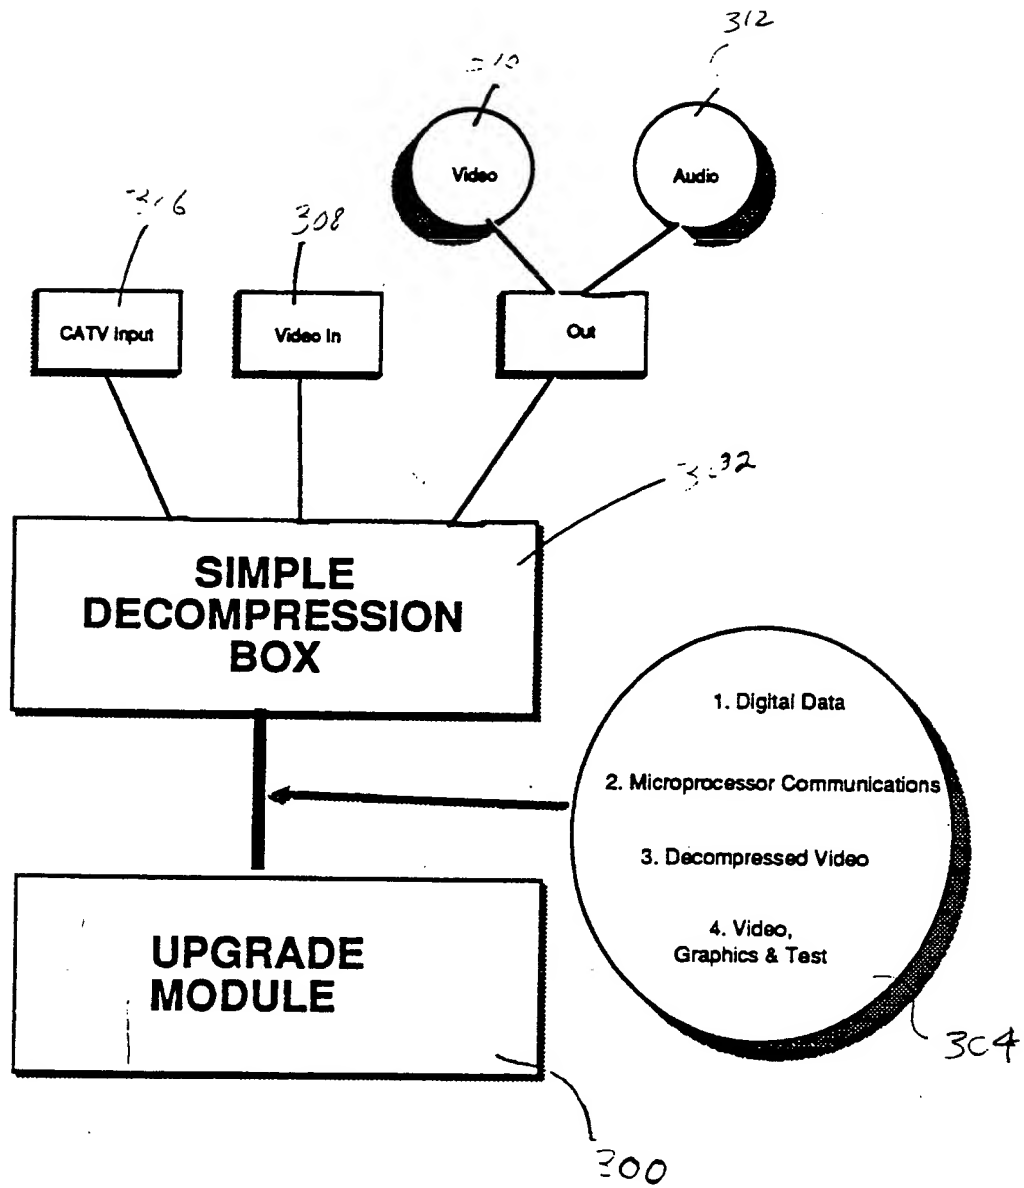 312
Video
Audio
308
CATV Input
Video In
Out
SIMPLE
DECOMPRESSION
BOX
1. Digital Data
2. Microprocessor Communications
3. Decompressed Video
4. Video,
Graphics & Test
UPGRADE
MODULE
304
300